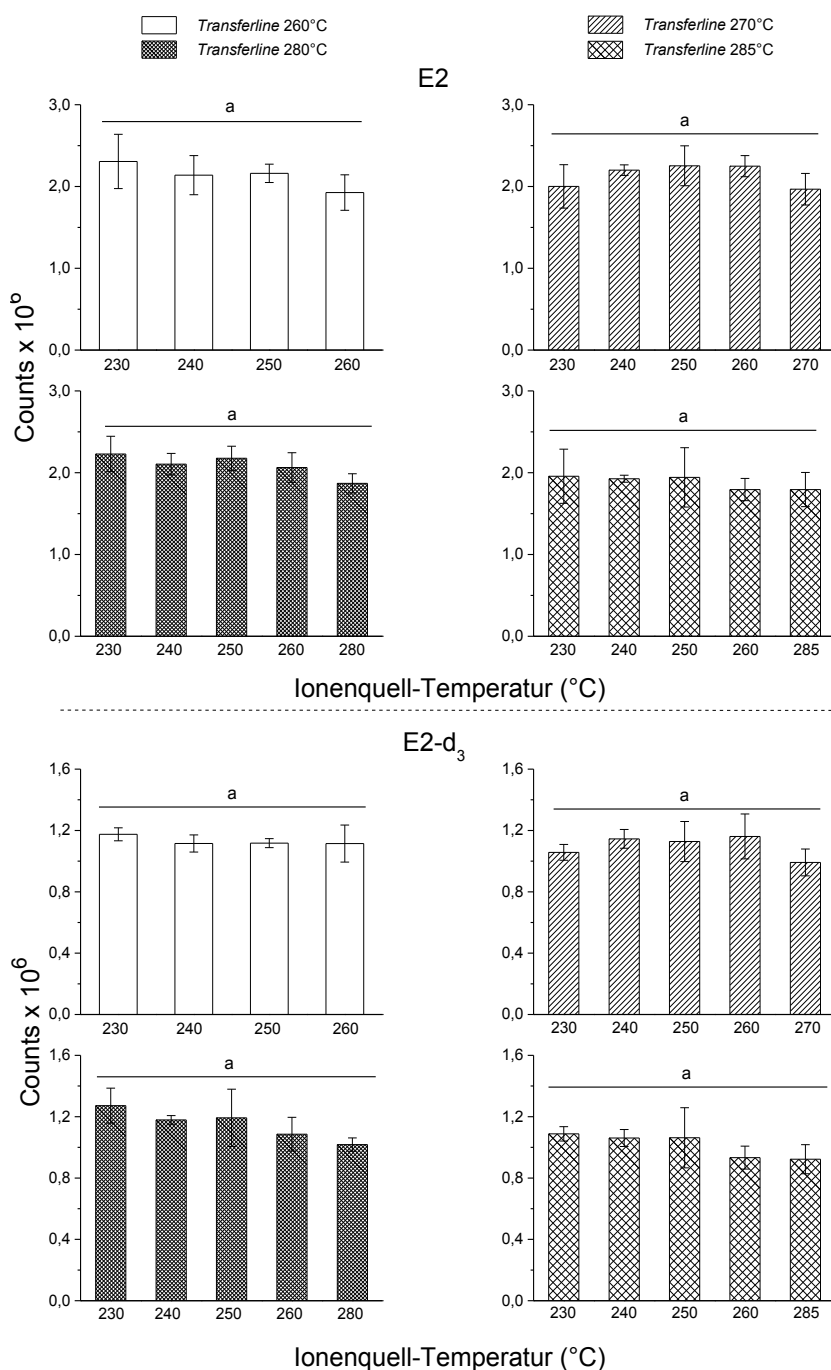 Transferline 260°C
Transferline 270°C
Transferline 280°C
Transferline 285°C
E2
Counts x 10⁶
3,0
2,0
1,0
0,0
a
230 240 250 260
3,0
2,0
1,0
0,0
a
230 240 250 260 270
3,0
2,0
1,0
0,0
a
230 240 250 260 280
3,0
2,0
1,0
0,0
a
230 240 250 260 285
Ionenquell-Temperatur (°C)
E2-d₃
Counts x 10⁶
1,6
1,2
0,8
0,4
0,0
a
230 240 250 260
1,6
1,2
0,8
0,4
0,0
a
230 240 250 260 270
1,6
1,2
0,8
0,4
0,0
a
230 240 250 260 280
1,6
1,2
0,8
0,4
0,0
a
230 240 250 260 285
Ionenquell-Temperatur (°C)